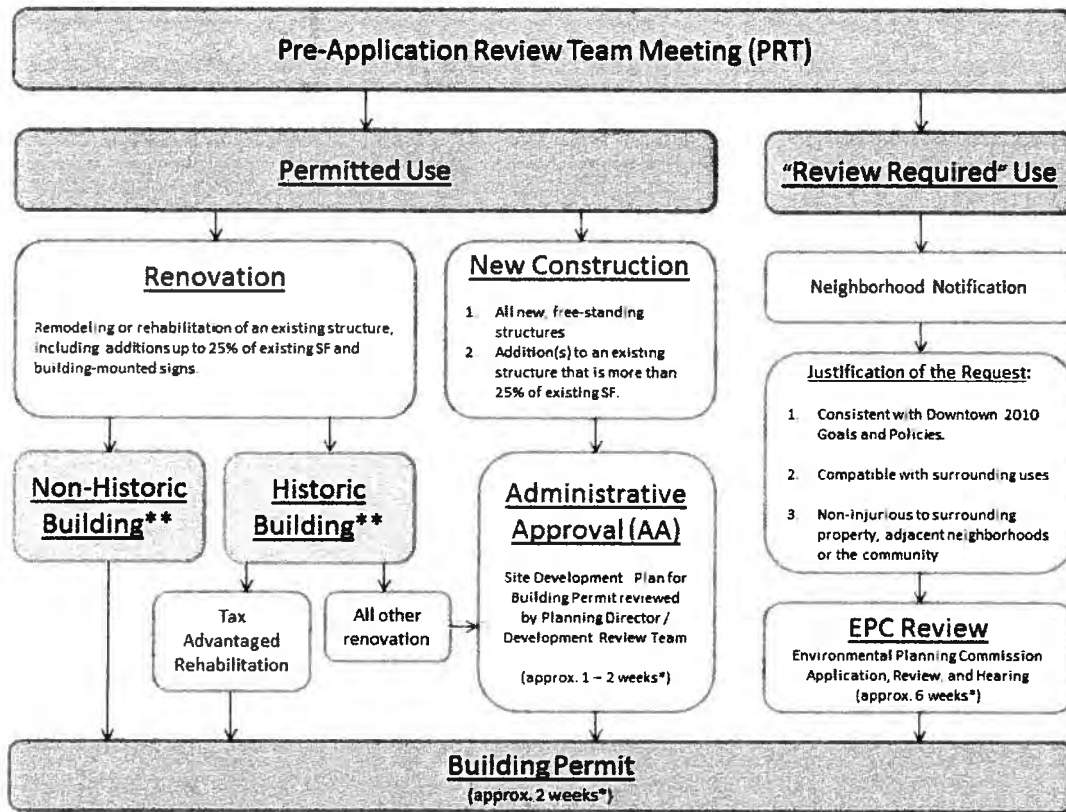 Pre-Application Review Team Meeting (PRT)
Permitted Use
"Review Required" Use
Renovation
Remodeling or rehabilitation of an existing structure,
including additions up to 25% of existing SF and
building-mounted signs.
New Construction
1. All new, free-standing
structures
2. Addition(s) to an existing
structure that is more than
25% of existing SF.
Neighborhood Notification
Justification of the Request:
1. Consistent with Downtown 2010
Goals and Policies.
2. Compatible with surrounding uses
3. Non-injurious to surrounding
property, adjacent neighborhoods
or the community
Non-Historic
Building**
Historic
Building**
Tax
Advantaged
Rehabilitation
All other
renovation
Administrative
Approval (AA)
Site Development Plan for
Building Permit reviewed
by Planning Director /
Development Review Team
(approx. 1 – 2 weeks*)
EPC Review
Environmental Planning Commission
Application, Review, and Hearing
(approx. 6 weeks*)
Building Permit
(approx. 2 weeks*)